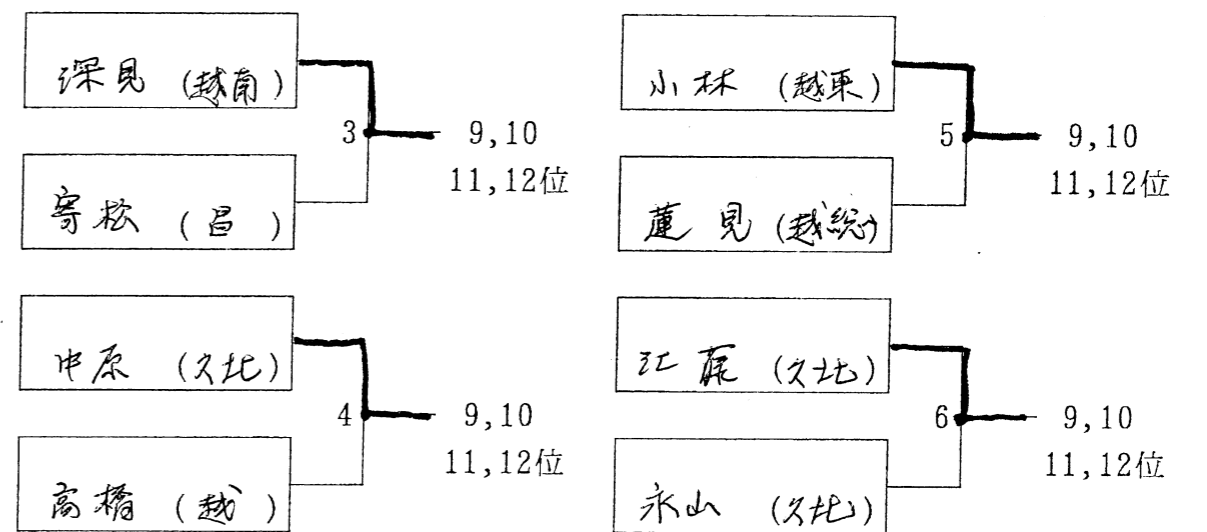 深見 (越南)
3 9,10
11,12位
寄松 (昌)
中原 (久北)
4 9,10
11,12位
高橋 (越)
小林 (越東)
5 9,10
11,12位
蓮見 (越総)
江藤 (久北)
6 9,10
11,12位
永山 (久北)